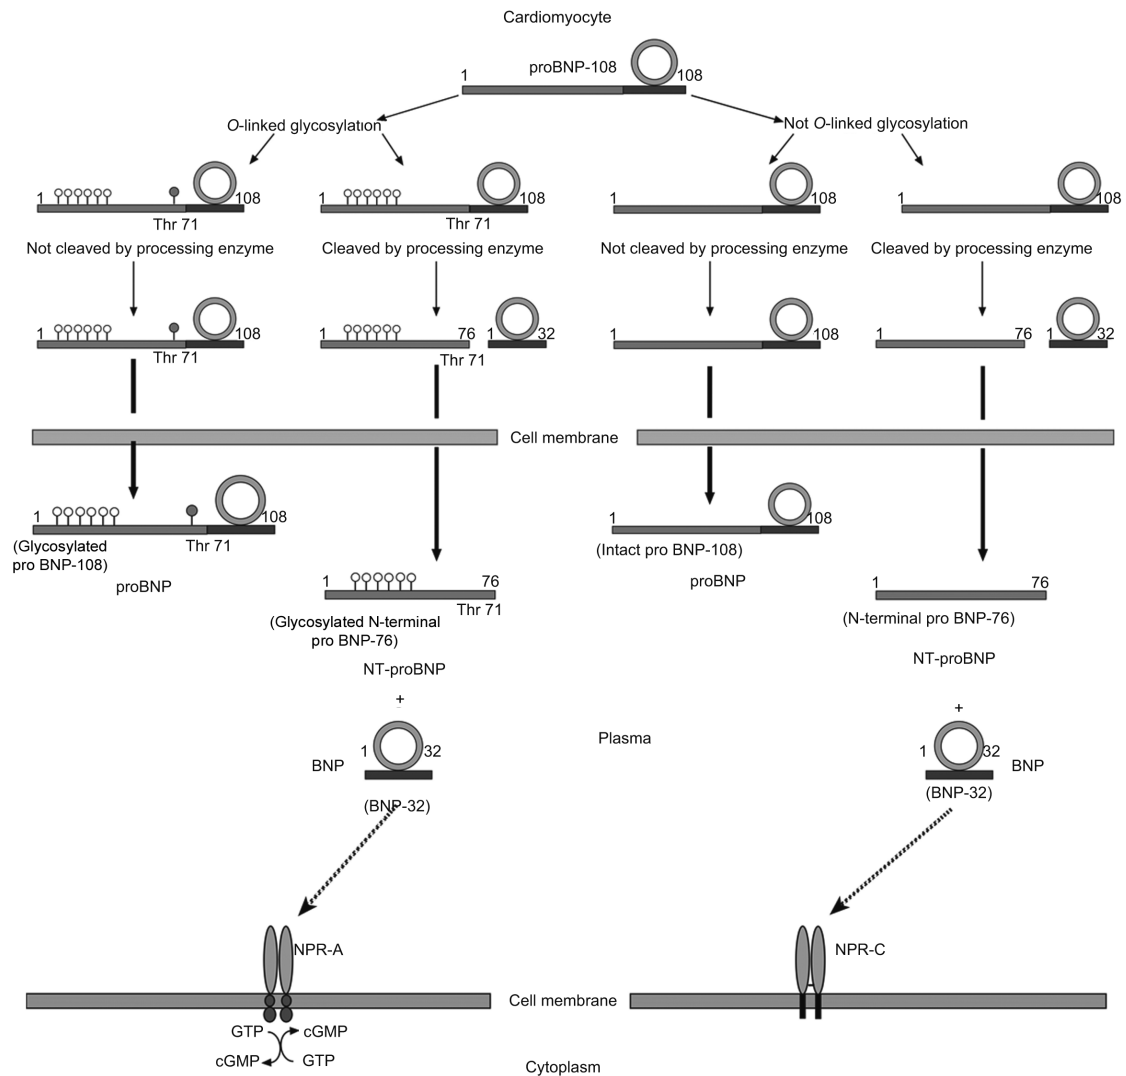 Cardiomyocyte
proBNP-108
1 108
O-linked glycosylation
Not O-linked glycosylation
1 108 1 108 1 108 1 108
Thr 71 Thr 71
Not cleaved by processing enzyme
Cleaved by processing enzyme
Not cleaved by processing enzyme
Cleaved by processing enzyme
1 108 1 76 1 32 1 108 1 76 1 32
Thr 71 Thr 71
Cell membrane
1 108
Thr 71
(Glycosylated
pro BNP-108)
proBNP
1 108
(Intact pro BNP-108)
proBNP
1 76
Thr 71
(Glycosylated N-terminal
pro BNP-76)
NT-proBNP
+
1 32
BNP
(BNP-32)
1 76
(N-terminal pro BNP-76)
NT-proBNP
+
1 32
BNP
(BNP-32)
Plasma
NPR-A
NPR-C
Cell membrane
GTP cGMP
cGMP GTP
Cytoplasm